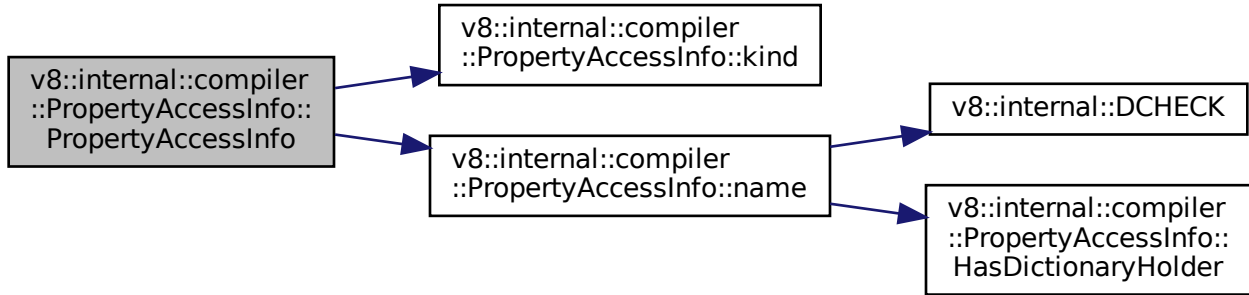 v8::internal::compiler
::PropertyAccessInfo::
PropertyAccessInfo
v8::internal::compiler
::PropertyAccessInfo::kind
v8::internal::compiler
::PropertyAccessInfo::name
v8::internal::DCHECK
v8::internal::compiler
::PropertyAccessInfo::
HasDictionaryHolder